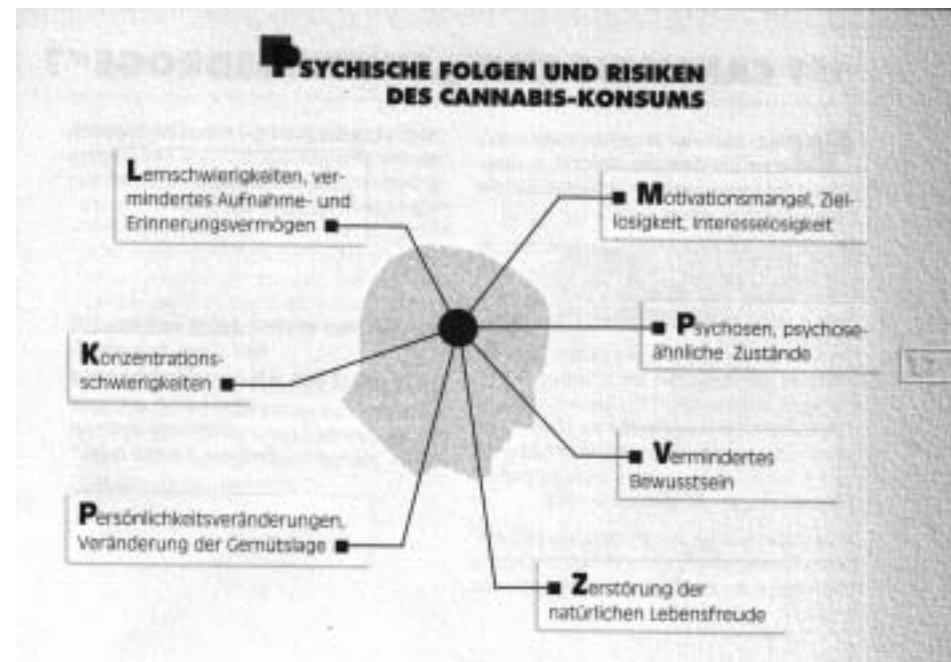 PSYCHISCHE FOLGEN UND RISIKEN
DES CANNABIS-KONSUMS
Lernschwierigkeiten, ver-
mindertes Aufnahme- und
Erinnerungsvermögen
Motivationsmangel, Ziel-
losigkeit, Interesselosigkeit
Konzentrations-
schwierigkeiten
Psychosen, psychose-
ähnliche Zustände
Vermindertes
Bewusstsein
Persönlichkeitsveränderungen,
Veränderung der Gemütslage
Zerstörung der
natürlichen Lebensfreude